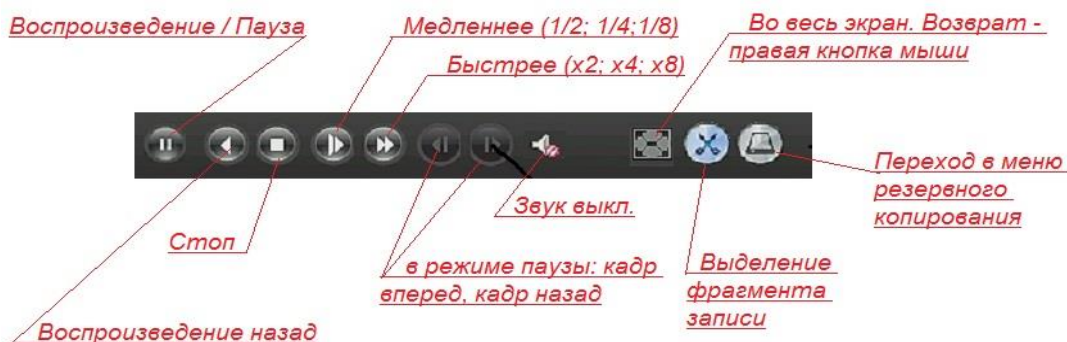 Воспроизведение / Пауза
Медленнее (1/2; 1/4;1/8)
Быстрее (x2; x4; x8)
Во весь экран. Возврат -
правая кнопка мыши
Переход в меню
резервного
копирования
Звук выкл.
Стоп
в режиме паузы: кадр
вперед, кадр назад
Выделение
фрагмента
записи
Воспроизведение назад